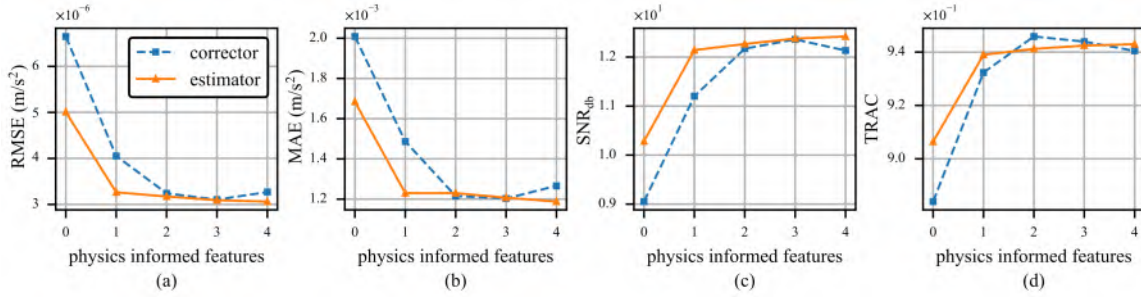 ×10⁻⁶
RMSE (m/s²)
6
5
4
3
corrector
estimator
0 1 2 3 4
physics informed features
(a)
×10⁻³
MAE (m/s²)
2.0
1.8
1.6
1.4
1.2
0 1 2 3 4
physics informed features
(b)
×10¹
SNR_db
1.2
1.1
1.0
0.9
0 1 2 3 4
physics informed features
(c)
×10⁻¹
TRAC
9.4
9.2
9.0
0 1 2 3 4
physics informed features
(d)